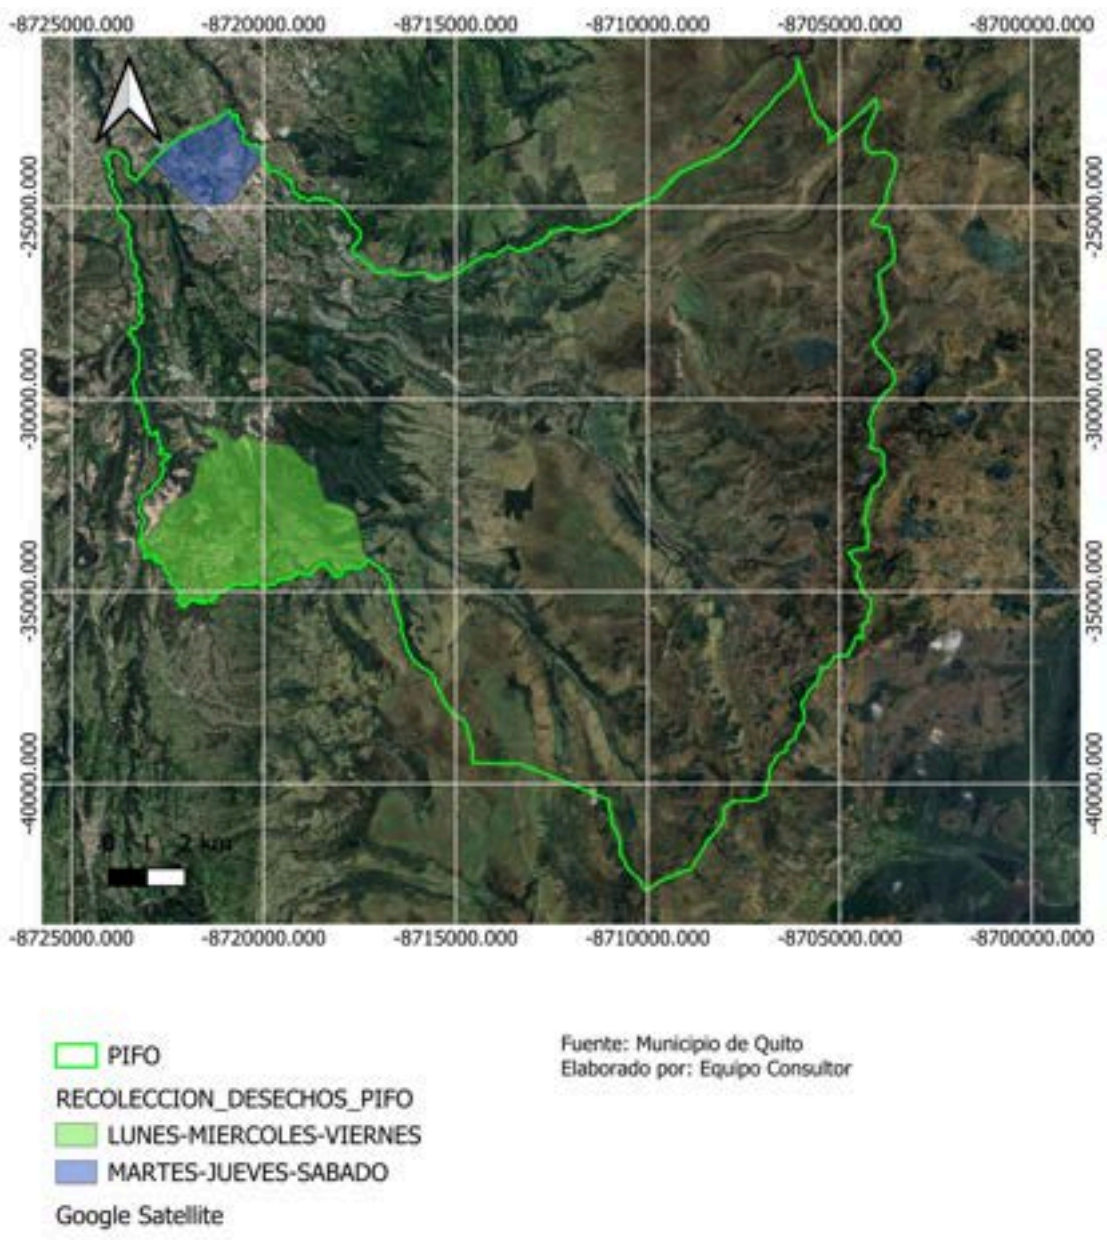 -8725000.000 -8720000.000 -8715000.000 -8710000.000 -8705000.000 -8700000.000
-25000.000 -25000.000
-30000.000 -30000.000
-35000.000 -35000.000
-40000.000 -40000.000
0 1 2 km
-8725000.000 -8720000.000 -8715000.000 -8710000.000 -8705000.000 -8700000.000
PIFO
RECOLECCION_DESECHOS_PIFO
LUNES-MIERCOLES-VIERNES
MARTES-JUEVES-SABADO
Google Satellite
Fuente: Municipio de Quito
Elaborado por: Equipo Consultor